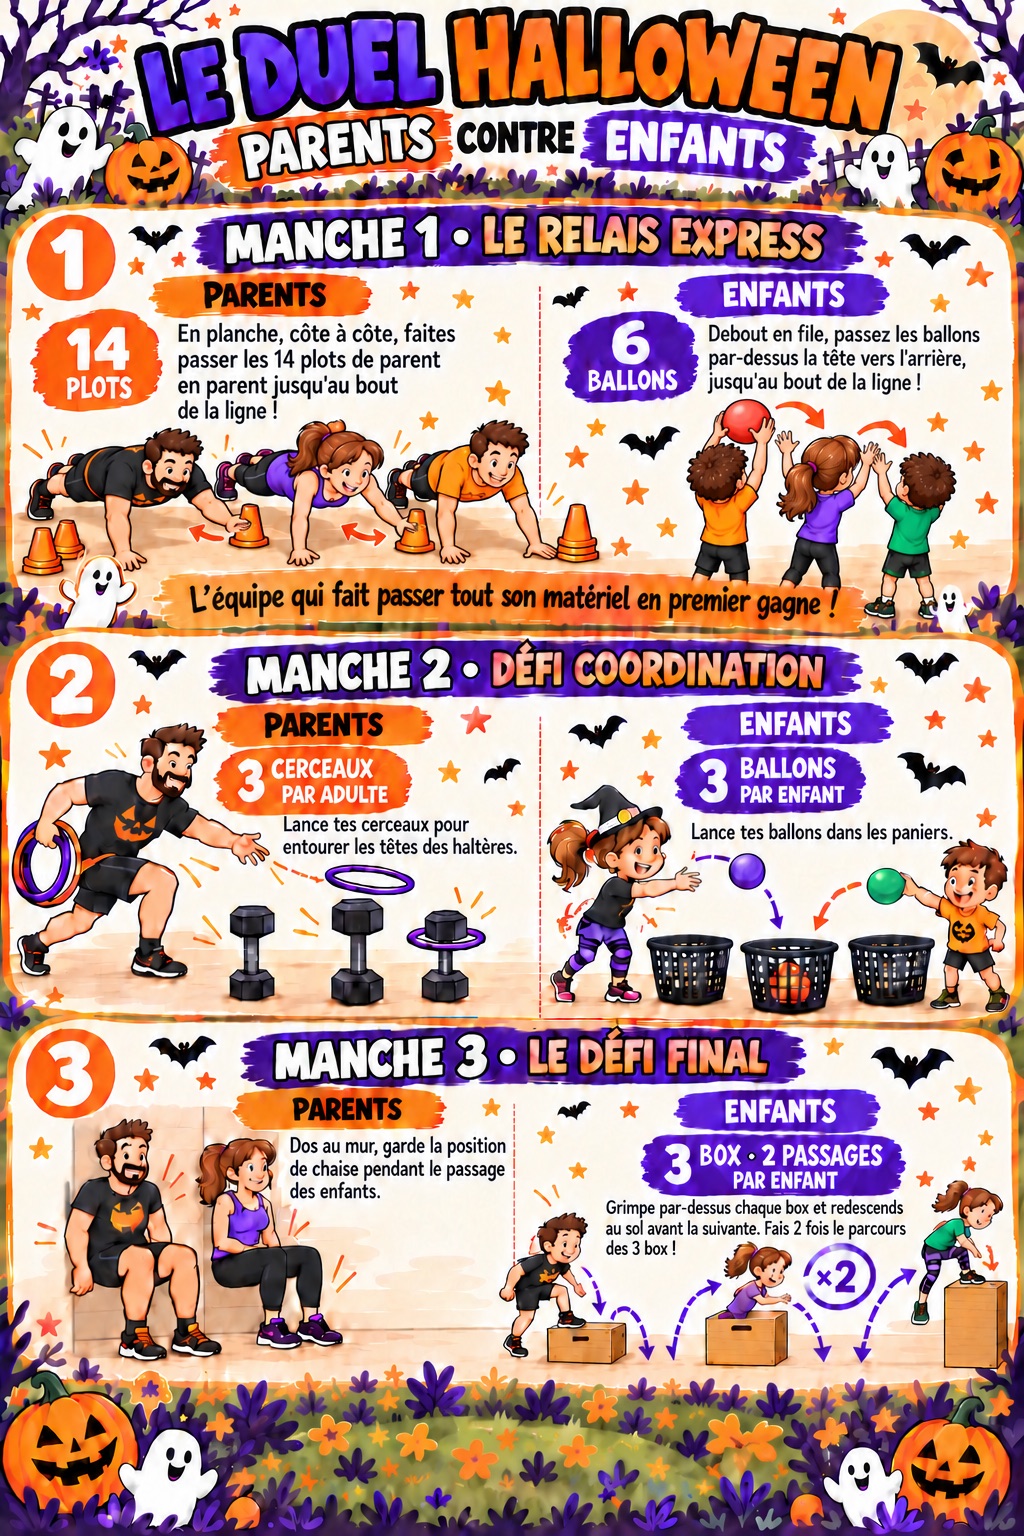 LE DUEL HALLOWEEN
PARENTS CONTRE ENFANTS
1
MANCHE 1 • LE RELAIS EXPRESS
PARENTS
14
PLOTS
En planche, côte à côte, faites
passer les 14 plots de parent
en parent jusqu'au bout
de la ligne !
ENFANTS
6
BALLONS
Debout en file, passez les ballons
par-dessus la tête vers l'arrière,
jusqu'au bout de la ligne !
L'équipe qui fait passer tout son matériel en premier gagne !
2
MANCHE 2 • DÉFI COORDINATION
PARENTS
3 CERCEAUX
PAR ADULTE
Lance tes cerceaux pour
entourer les têtes des haltères.
ENFANTS
3 BALLONS
PAR ENFANT
Lance tes ballons dans les paniers.
3
MANCHE 3 • LE DÉFI FINAL
PARENTS
Dos au mur, garde la position
de chaise pendant le passage
des enfants.
ENFANTS
3 BOX • 2 PASSAGES
PAR ENFANT
Grimpe par-dessus chaque box et redescends
au sol avant la suivante. Fais 2 fois le parcours
des 3 box !
×2